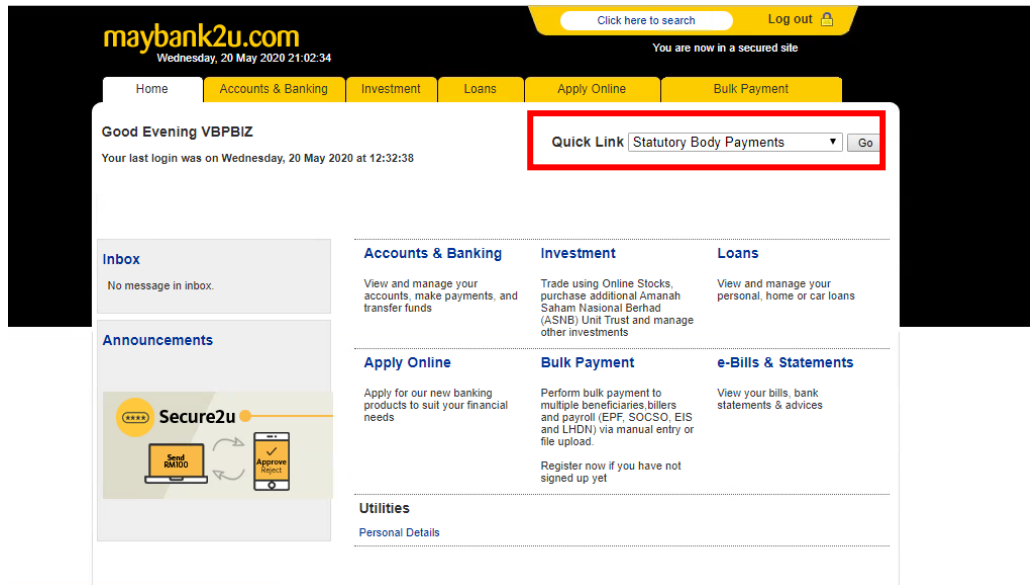 maybank2u.com
Wednesday, 20 May 2020 21:02:34
Click here to search
Log out
You are now in a secured site
Home
Accounts & Banking
Investment
Loans
Apply Online
Bulk Payment
Good Evening VBPBIZ
Your last login was on Wednesday, 20 May 2020 at 12:32:38
Quick Link
Statutory Body Payments
Go
Inbox
No message in inbox.
Announcements
Secure2u
****
Send
RM100
Approve
Reject
Accounts & Banking
View and manage your
accounts, make payments, and
transfer funds
Investment
Trade using Online Stocks,
purchase additional Amanah
Saham Nasional Berhad
(ASNB) Unit Trust and manage
other investments
Loans
View and manage your
personal, home or car loans
Apply Online
Apply for our new banking
products to suit your financial
needs
Bulk Payment
Perform bulk payment to
multiple beneficiaries,billers
and payroll (EPF, SOCSO, EIS
and LHDN) via manual entry or
file upload.
Register now if you have not
signed up yet
e-Bills & Statements
View your bills, bank
statements & advices
Utilities
Personal Details